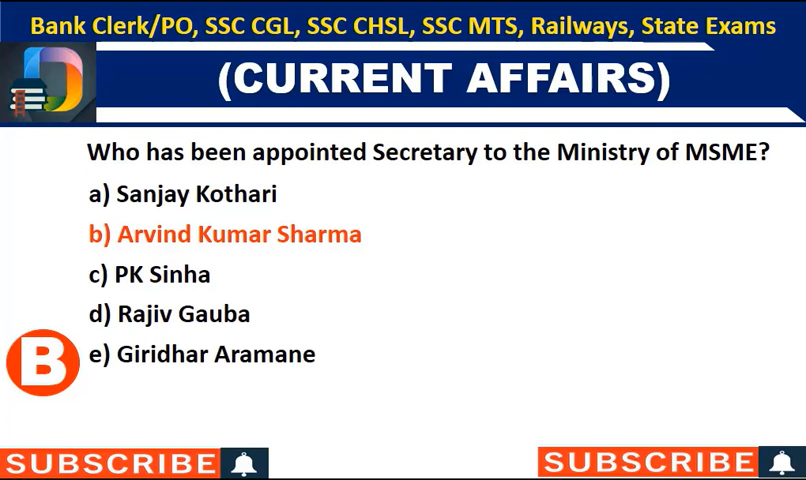 Bank Clerk/PO, SSC CGL, SSC CHSL, SSC MTS, Railways, State Exams
(CURRENT AFFAIRS)
Who has been appointed Secretary to the Ministry of MSME?
a) Sanjay Kothari
b) Arvind Kumar Sharma
c) PK Sinha
d) Rajiv Gauba
e) Giridhar Aramane
B
SUBSCRIBE
SUBSCRIBE